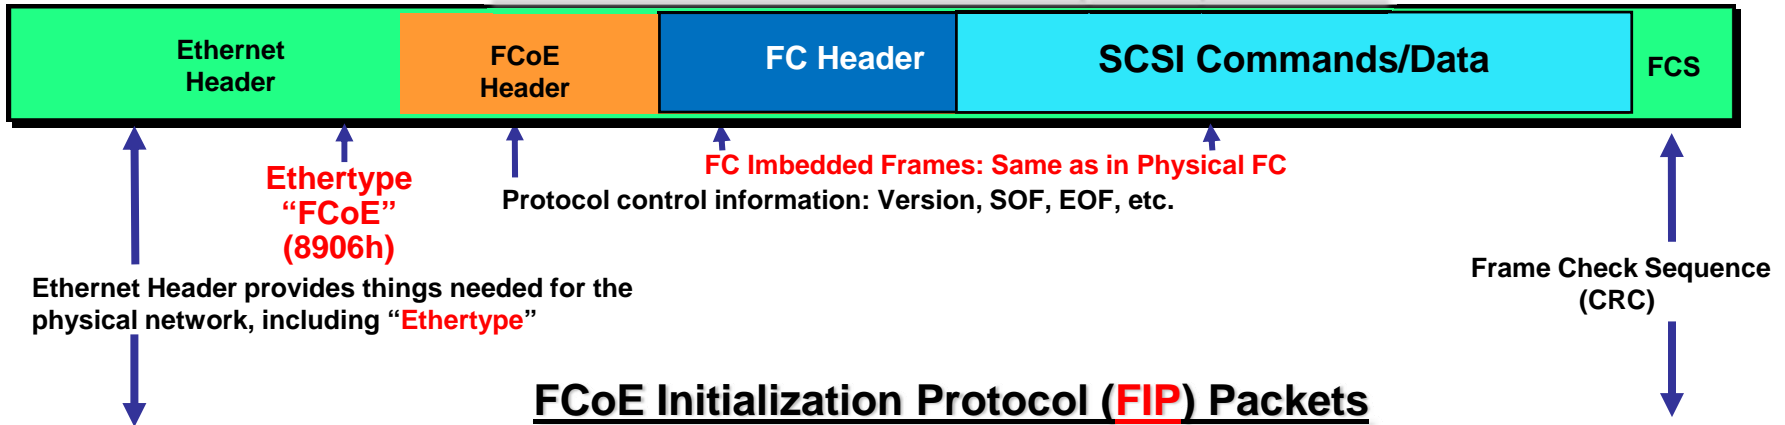 Ethernet
Header
FCoE
Header
FC Header
SCSI Commands/Data
FCS
FC Imbedded Frames: Same as in Physical FC
Ethertype
“FCoE”
(8906h)
Protocol control information: Version, SOF, EOF, etc.
Ethernet Header provides things needed for the
physical network, including “Ethertype”
Frame Check Sequence
(CRC)
FCoE Initialization Protocol (FIP) Packets